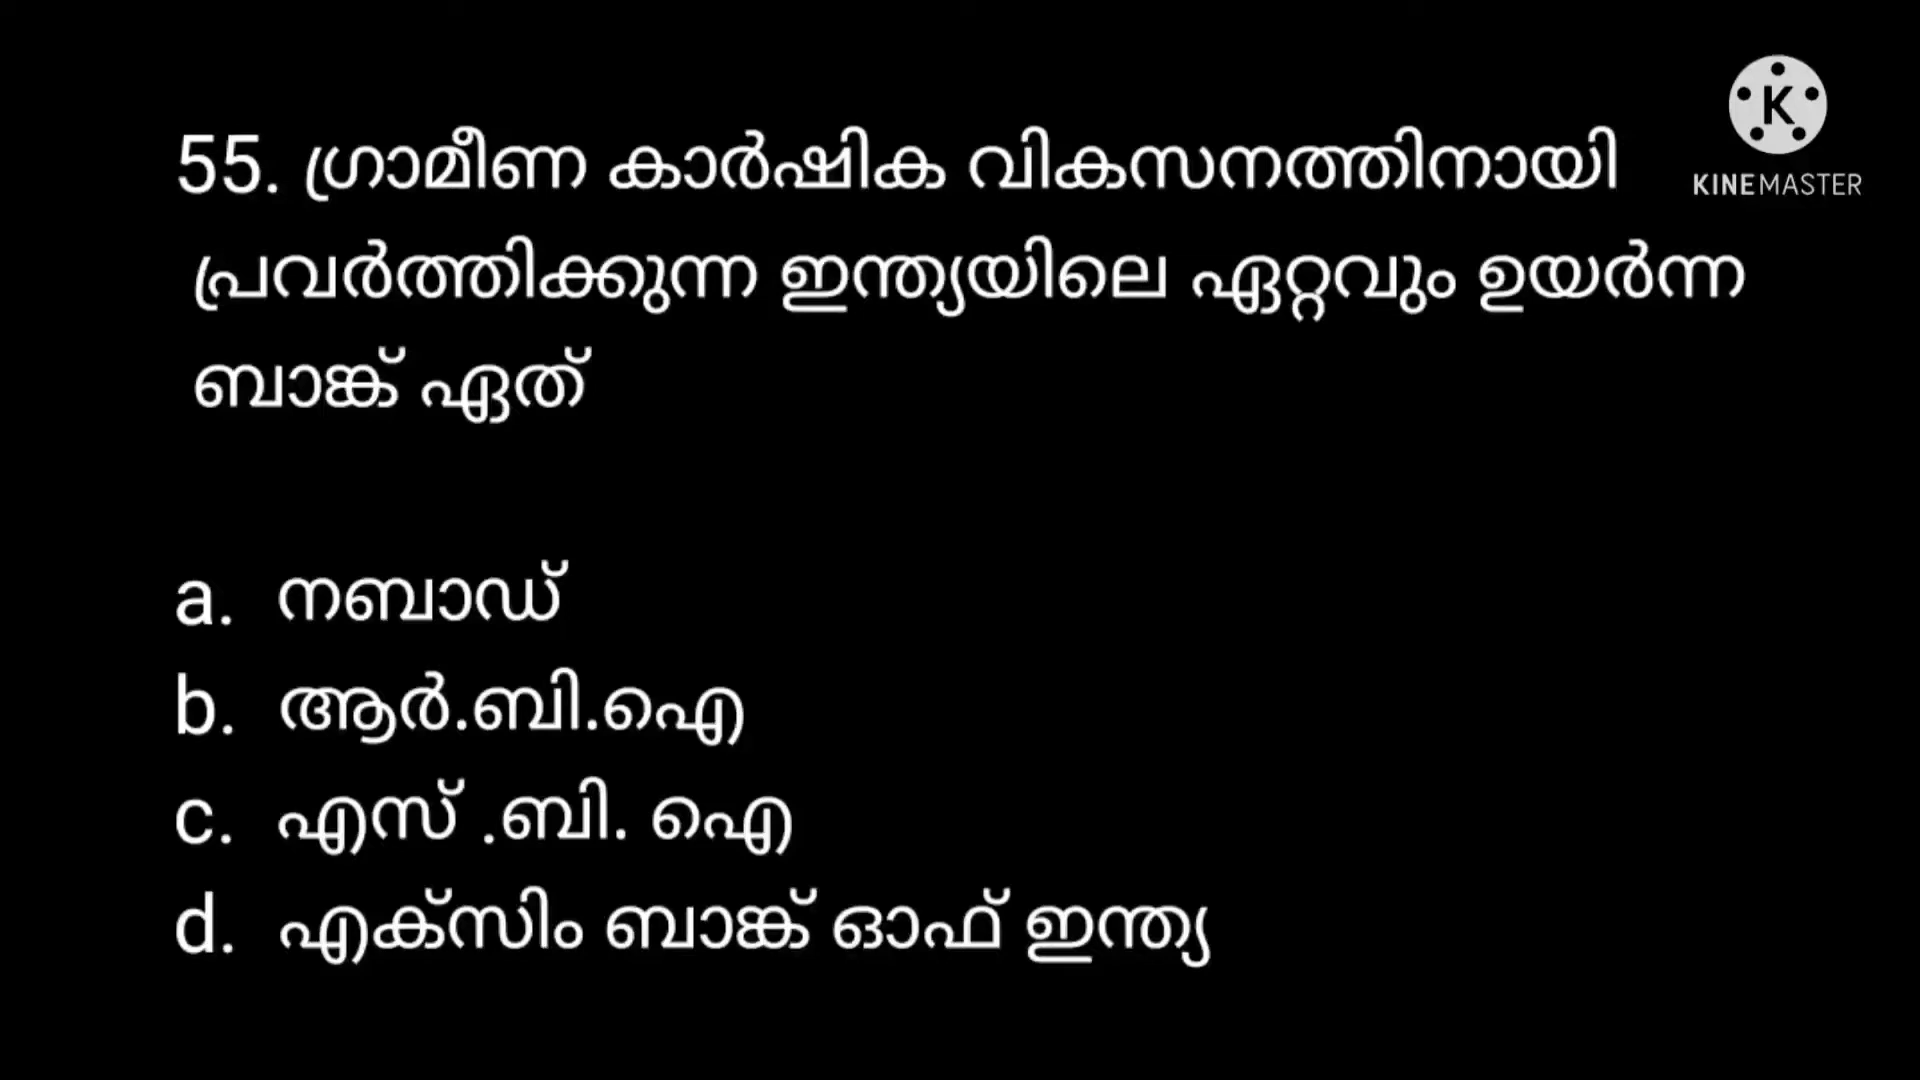 55. ഗ്രാമീണ കാർഷിക വികസനത്തിനായി
പ്രവർത്തിക്കുന്ന ഇന്ത്യയിലെ ഏറ്റവും ഉയർന്ന
ബാങ്ക് ഏത്
a. നബാഡ്
b. ആർ.ബി.ഐ
c. എസ് .ബി. ഐ
d. എക്സിം ബാങ്ക് ഓഫ് ഇന്ത്യ
K
KINEMASTER